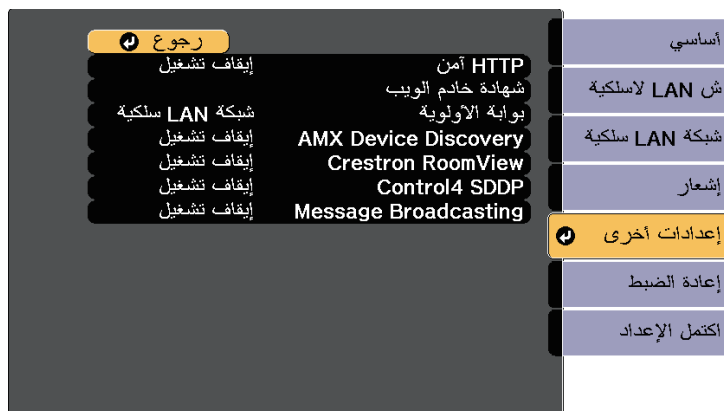 أساسي
ش LAN لاسلكية
شبكة LAN سلكية
إشعار
إعدادات أخرى
إعادة الضبط
اكتمل الإعداد
رجوع
HTTP آمن إيقاف تشغيل
شهادة خادم الويب
بوابة الأولوية شبكة LAN سلكية
AMX Device Discovery إيقاف تشغيل
Crestron RoomView إيقاف تشغيل
Control4 SDDP إيقاف تشغيل
Message Broadcasting إيقاف تشغيل